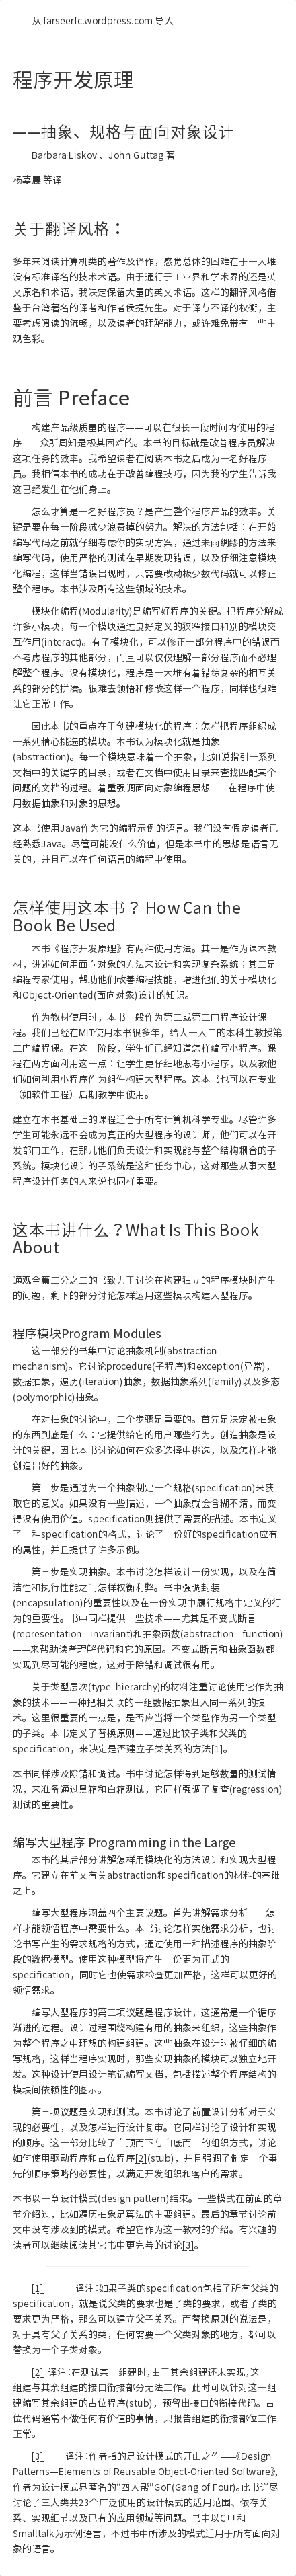 从 farseerfc.wordpress.com 导入
程序开发原理
——抽象、规格与面向对象设计
Barbara Liskov 、John Guttag 著
杨嘉晨 等译
关于翻译风格：
多年来阅读计算机类的著作及译作，感觉总体的困难在于一大堆
没有标准译名的技术术语。由于通行于工业界和学术界的还是英
文原名和术语，我决定保留大量的英文术语。这样的翻译风格借
鉴于台湾著名的译者和作者侯捷先生。对于译与不译的权衡，主
要考虑阅读的流畅，以及读者的理解能力，或许难免带有一些主
观色彩。
前言 Preface
构建产品级质量的程序——可以在很长一段时间内使用的程
序——众所周知是极其困难的。本书的目标就是改善程序员解决
这项任务的效率。我希望读者在阅读本书之后成为一名好程序
员。我相信本书的成功在于改善编程技巧，因为我的学生告诉我
这已经发生在他们身上。
怎么才算是一名好程序员？是产生整个程序产品的效率。关
键是要在每一阶段减少浪费掉的努力。解决的方法包括：在开始
编写代码之前就仔细考虑你的实现方案，通过未雨绸缪的方法来
编写代码，使用严格的测试在早期发现错误，以及仔细注意模块
化编程，这样当错误出现时，只需要改动极少数代码就可以修正
整个程序。本书涉及所有这些领域的技术。
模块化编程(Modularity)是编写好程序的关键。把程序分解成
许多小模块，每一个模块通过良好定义的狭窄接口和别的模块交
互作用(interact)。有了模块化，可以修正一部分程序中的错误而
不考虑程序的其他部分，而且可以仅仅理解一部分程序而不必理
解整个程序。没有模块化，程序是一大堆有着错综复杂的相互关
系的部分的拼凑。很难去领悟和修改这样一个程序，同样也很难
让它正常工作。
因此本书的重点在于创建模块化的程序：怎样把程序组织成
一系列精心挑选的模块。本书认为模块化就是抽象
(abstraction)。每一个模块意味着一个抽象，比如说指引一系列
文档中的关键字的目录，或者在文档中使用目录来查找匹配某个
问题的文档的过程。着重强调面向对象编程思想——在程序中使
用数据抽象和对象的思想。
这本书使用Java作为它的编程示例的语言。我们没有假定读者已
经熟悉Java。尽管可能没什么价值，但是本书中的思想是语言无
关的，并且可以在任何语言的编程中使用。
怎样使用这本书？ How Can the
Book Be Used
本书《程序开发原理》有两种使用方法。其一是作为课本教
材，讲述如何用面向对象的方法来设计和实现复杂系统；其二是
编程专家使用，帮助他们改善编程技能，增进他们的关于模块化
和Object-Oriented(面向对象)设计的知识。
作为教材使用时，本书一般作为第二或第三门程序设计课
程。我们已经在MIT使用本书很多年，给大一大二的本科生教授第
二门编程课。在这一阶段，学生们已经知道怎样编写小程序。课
程在两方面利用这一点：让学生更仔细地思考小程序，以及教他
们如何利用小程序作为组件构建大型程序。这本书也可以在专业
（如软件工程）后期教学中使用。
建立在本书基础上的课程适合于所有计算机科学专业。尽管许多
学生可能永远不会成为真正的大型程序的设计师，他们可以在开
发部门工作，在那儿他们负责设计和实现能与整个结构耦合的子
系统。模块化设计的子系统是这种任务中心，这对那些从事大型
程序设计任务的人来说也同样重要。
这本书讲什么？What Is This Book
About
通观全篇三分之二的书致力于讨论在构建独立的程序模块时产生
的问题，剩下的部分讨论怎样运用这些模块构建大型程序。
程序模块Program Modules
这一部分的书集中讨论抽象机制(abstraction
mechanism)。它讨论procedure(子程序)和exception(异常)，
数据抽象，遍历(iteration)抽象，数据抽象系列(family)以及多态
(polymorphic)抽象。
在对抽象的讨论中，三个步骤是重要的。首先是决定被抽象
的东西到底是什么：它提供给它的用户哪些行为。创造抽象是设
计的关键，因此本书讨论如何在众多选择中挑选，以及怎样才能
创造出好的抽象。
第二步是通过为一个抽象制定一个规格(specification)来获
取它的意义。如果没有一些描述，一个抽象就会含糊不清，而变
得没有使用价值。specification则提供了需要的描述。本书定义
了一种specification的格式，讨论了一份好的specification应有
的属性，并且提供了许多示例。
第三步是实现抽象。本书讨论怎样设计一份实现，以及在简
洁性和执行性能之间怎样权衡利弊。书中强调封装
(encapsulation)的重要性以及在一份实现中履行规格中定义的行
为的重要性。书中同样提供一些技术——尤其是不变式断言
(representation invariant)和抽象函数(abstraction function)
——来帮助读者理解代码和它的原因。不变式断言和抽象函数都
实现到尽可能的程度，这对于除错和调试很有用。
关于类型层次(type hierarchy)的材料注重讨论使用它作为抽
象的技术——一种把相关联的一组数据抽象归入同一系列的技
术。这里很重要的一点是，是否应当将一个类型作为另一个类型
的子类。本书定义了替换原则——通过比较子类和父类的
specification，来决定是否建立子类关系的方法[1]。
本书同样涉及除错和调试。书中讨论怎样得到足够数量的测试情
况，来准备通过黑箱和白箱测试，它同样强调了复查(regression)
测试的重要性。
编写大型程序 Programming in the Large
本书的其后部分讲解怎样用模块化的方法设计和实现大型程
序。它建立在前文有关abstraction和specification的材料的基础
之上。
编写大型程序涵盖四个主要议题。首先讲解需求分析——怎
样才能领悟程序中需要什么。本书讨论怎样实施需求分析，也讨
论书写产生的需求规格的方式，通过使用一种描述程序的抽象阶
段的数据模型。使用这种模型将产生一份更为正式的
specification，同时它也使需求检查更加严格，这样可以更好的
领悟需求。
编写大型程序的第二项议题是程序设计，这通常是一个循序
渐进的过程。设计过程围绕构建有用的抽象来组织，这些抽象作
为整个程序之中理想的构建组建。这些抽象在设计时被仔细的编
写规格，这样当程序实现时，那些实现抽象的模块可以独立地开
发。这种设计使用设计笔记编写文档，包括描述整个程序结构的
模块间依赖性的图示。
第三项议题是实现和测试。本书讨论了前置设计分析对于实
现的必要性，以及怎样进行设计复审。它同样讨论了设计和实现
的顺序。这一部分比较了自顶而下与自底而上的组织方式，讨论
如何使用驱动程序和占位程序[2](stub)，并且强调了制定一个事
先的顺序策略的必要性，以满足开发组织和客户的需求。
本书以一章设计模式(design pattern)结束。一些模式在前面的章
节介绍过，比如遍历抽象是算法的主要组建。最后的章节讨论前
文中没有涉及到的模式。希望它作为这一教材的介绍。有兴趣的
读者可以继续阅读其它书中更完善的讨论[3]。
[1] 译注:如果子类的specification包括了所有父类的
specification，就是说父类的要求也是子类的要求，或者子类的
要求更为严格，那么可以建立父子关系。而替换原则的说法是，
对于具有父子关系的类，任何需要一个父类对象的地方，都可以
替换为一个子类对象。
[2] 译注:在测试某一组建时,由于其余组建还未实现,这一
组建与其余组建的接口衔接部分无法工作。此时可以针对这一组
建编写其余组建的占位程序(stub)，预留出接口的衔接代码。占
位代码通常不做任何有价值的事情，只报告组建的衔接部位工作
正常。
[3] 译注:作者指的是设计模式的开山之作——《Design
Patterns—Elements of Reusable Object-Oriented Software》,
作者为设计模式界著名的“四人帮”GoF(Gang of Four)。此书详尽
讨论了三大类共23个广泛使用的设计模式的适用范围、依存关
系、实现细节以及已有的应用领域等问题。书中以C++和
Smalltalk为示例语言，不过书中所涉及的模式适用于所有面向对
象的语言。